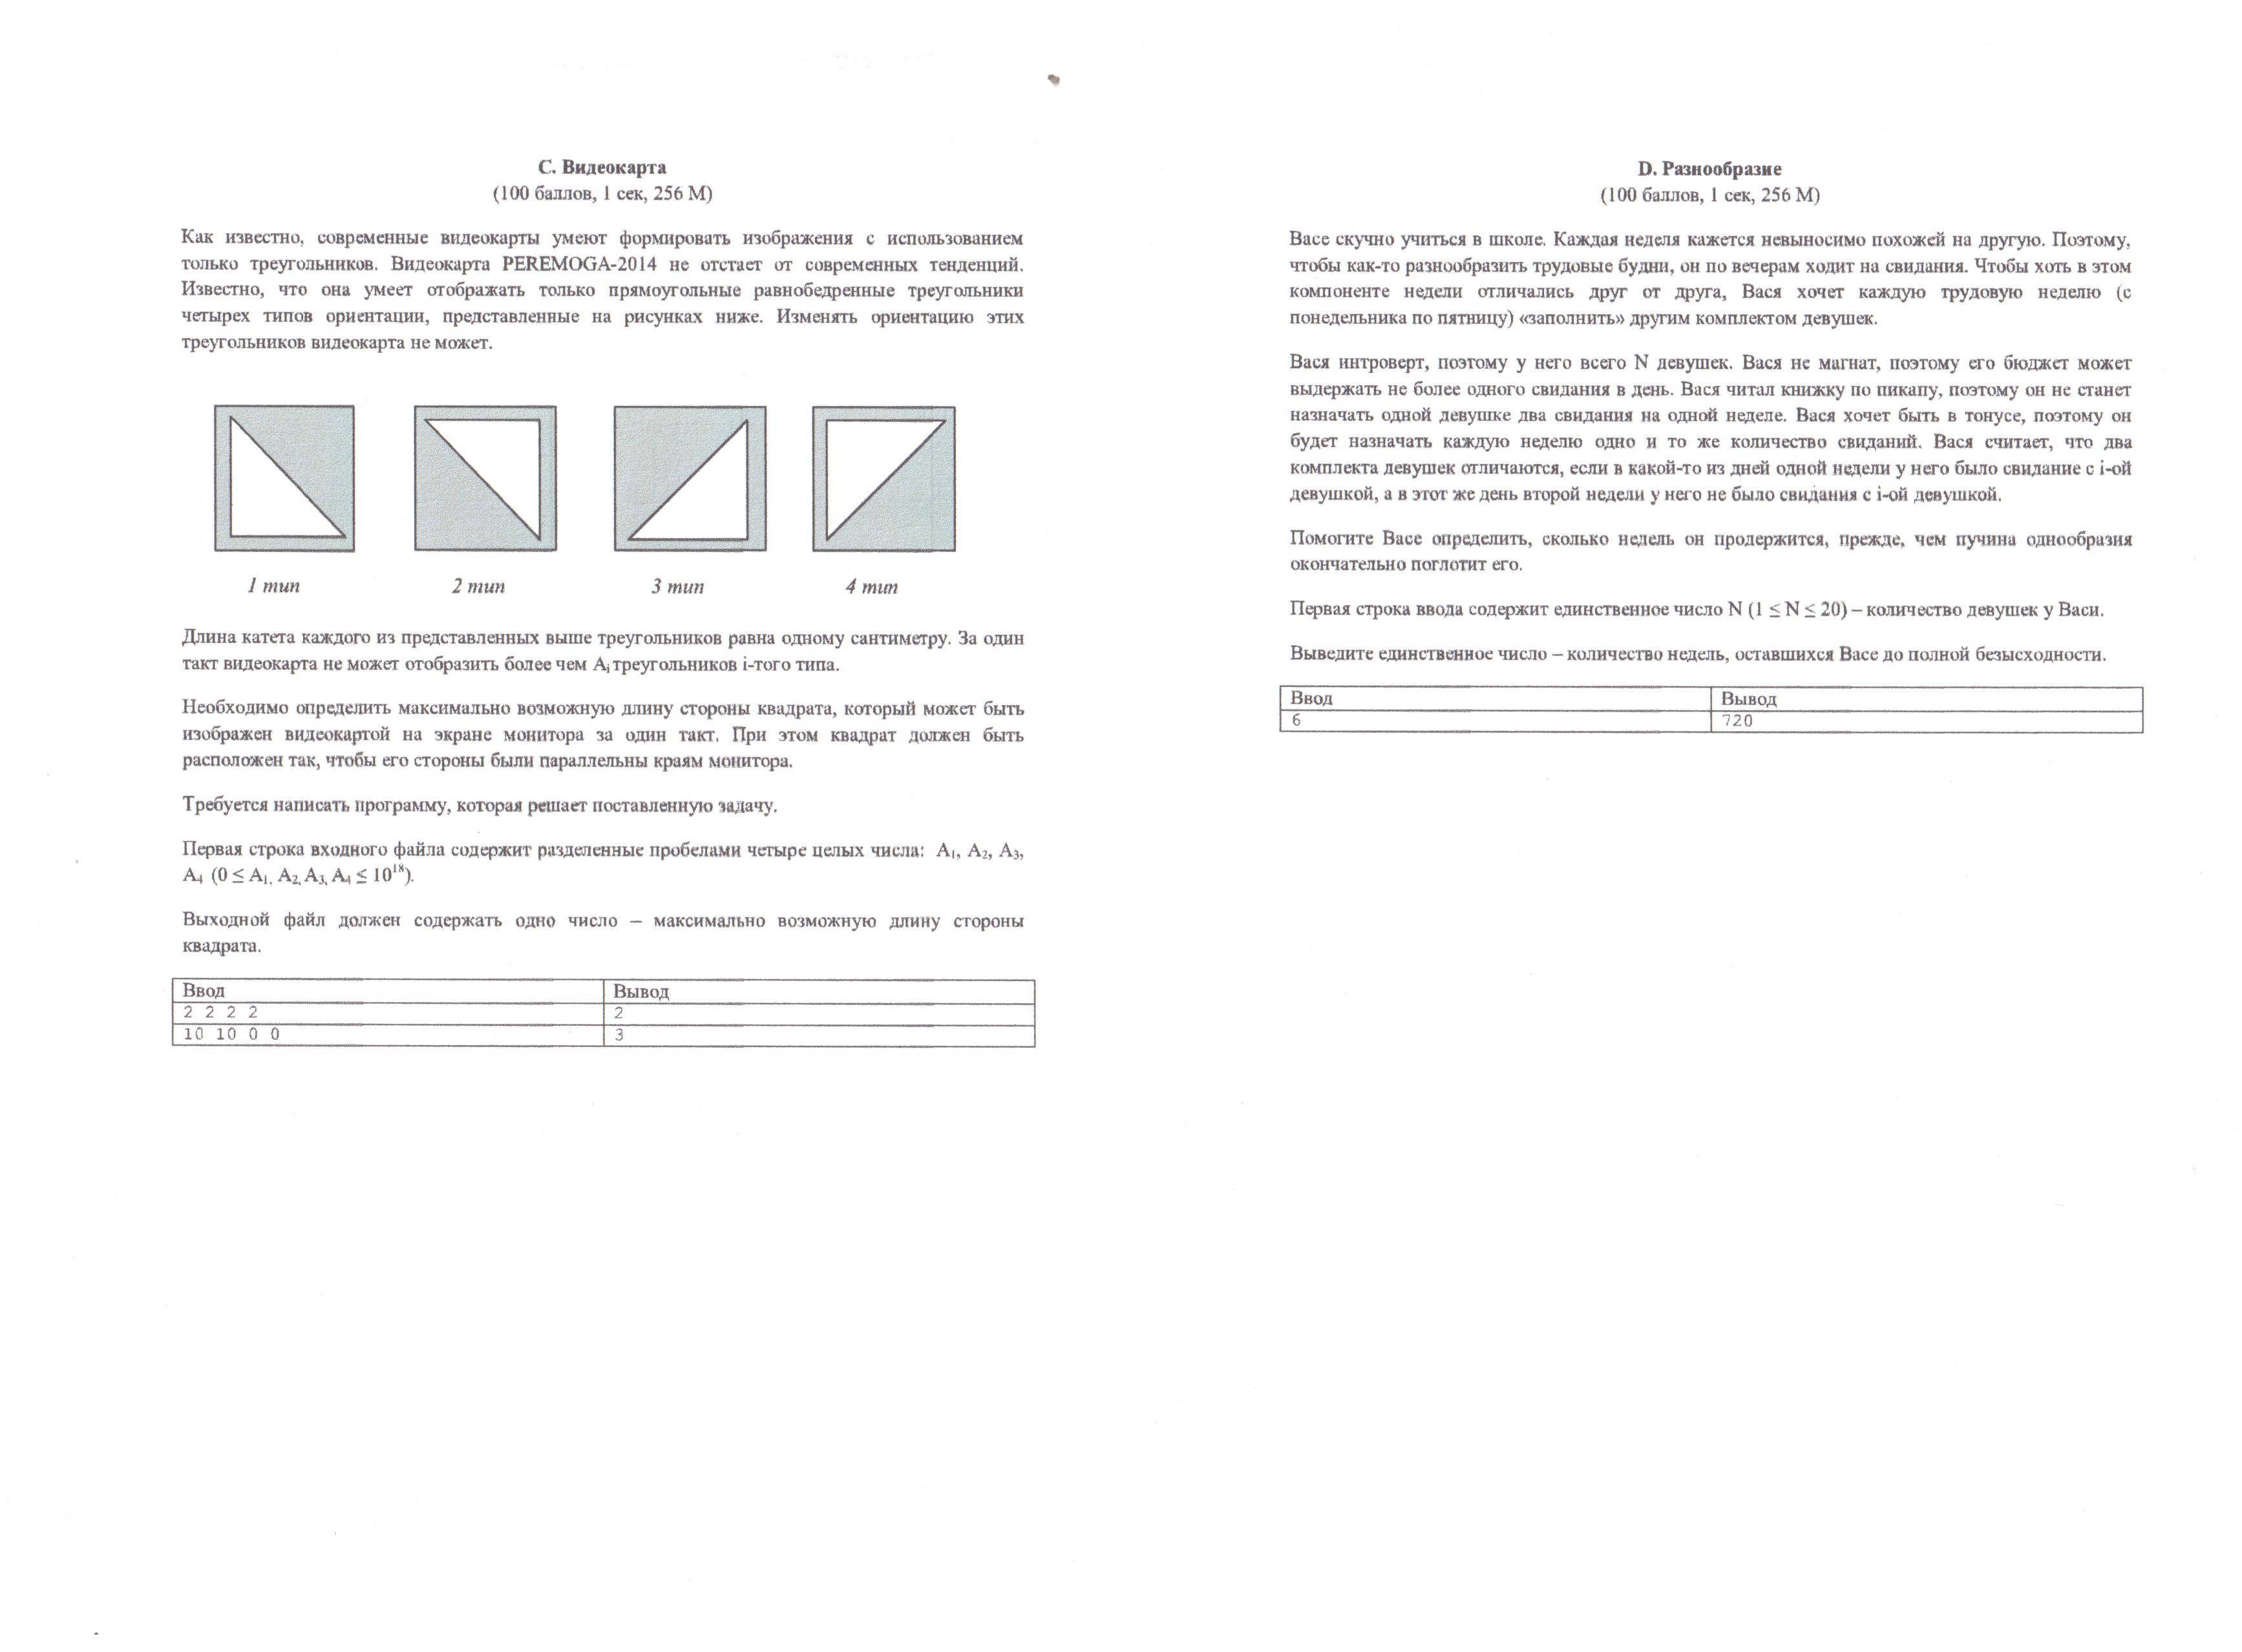 C. Видеокарта
(100 баллов, 1 сек, 256 М)
Как известно, современные видеокарты умеют формировать изображения с использованием
только треугольников. Видеокарта PEREMOGA-2014 не отстает от современных тенденций.
Известно, что она умеет отображать только прямоугольные равнобедренные треугольники
четырех типов ориентации, представленные на рисунках ниже. Изменять ориентацию этих
треугольников видеокарта не может.
1 тип
2 тип
3 тип
4 тип
Длина катета каждого из представленных выше треугольников равна одному сантиметру. За один
такт видеокарта не может отобразить более чем Aᵢ треугольников i-того типа.
Необходимо определить максимально возможную длину стороны квадрата, который может быть
изображен видеокартой на экране монитора за один такт. При этом квадрат должен быть
расположен так, чтобы его стороны были параллельны краям монитора.
Требуется написать программу, которая решает поставленную задачу.
Первая строка входного файла содержит разделенные пробелами четыре целых числа: A₁, A₂, A₃,
A₄ (0 ≤ A₁, A₂, A₃, A₄ ≤ 10¹⁸).
Выходной файл должен содержать одно число – максимально возможную длину стороны
квадрата.
Ввод Вывод
2 2 2 2 2
10 10 0 0 3
D. Разнообразие
(100 баллов, 1 сек, 256 М)
Васе скучно учиться в школе. Каждая неделя кажется невыносимо похожей на другую. Поэтому,
чтобы как-то разнообразить трудовые будни, он по вечерам ходит на свидания. Чтобы хоть в этом
компоненте недели отличались друг от друга, Вася хочет каждую трудовую неделю (с
понедельника по пятницу) «заполнить» другим комплектом девушек.
Вася интроверт, поэтому у него всего N девушек. Вася не магнат, поэтому его бюджет может
выдержать не более одного свидания в день. Вася читал книжку по пикапу, поэтому он не станет
назначать одной девушке два свидания на одной неделе. Вася хочет быть в тонусе, поэтому он
будет назначать каждую неделю одно и то же количество свиданий. Вася считает, что два
комплекта девушек отличаются, если в какой-то из дней одной недели у него было свидание с i-ой
девушкой, а в этот же день второй недели у него не было свидания с i-ой девушкой.
Помогите Васе определить, сколько недель он продержится, прежде, чем пучина однообразия
окончательно поглотит его.
Первая строка ввода содержит единственное число N (1 ≤ N ≤ 20) – количество девушек у Васи.
Выведите единственное число – количество недель, оставшихся Васе до полной безысходности.
Ввод Вывод
6 720